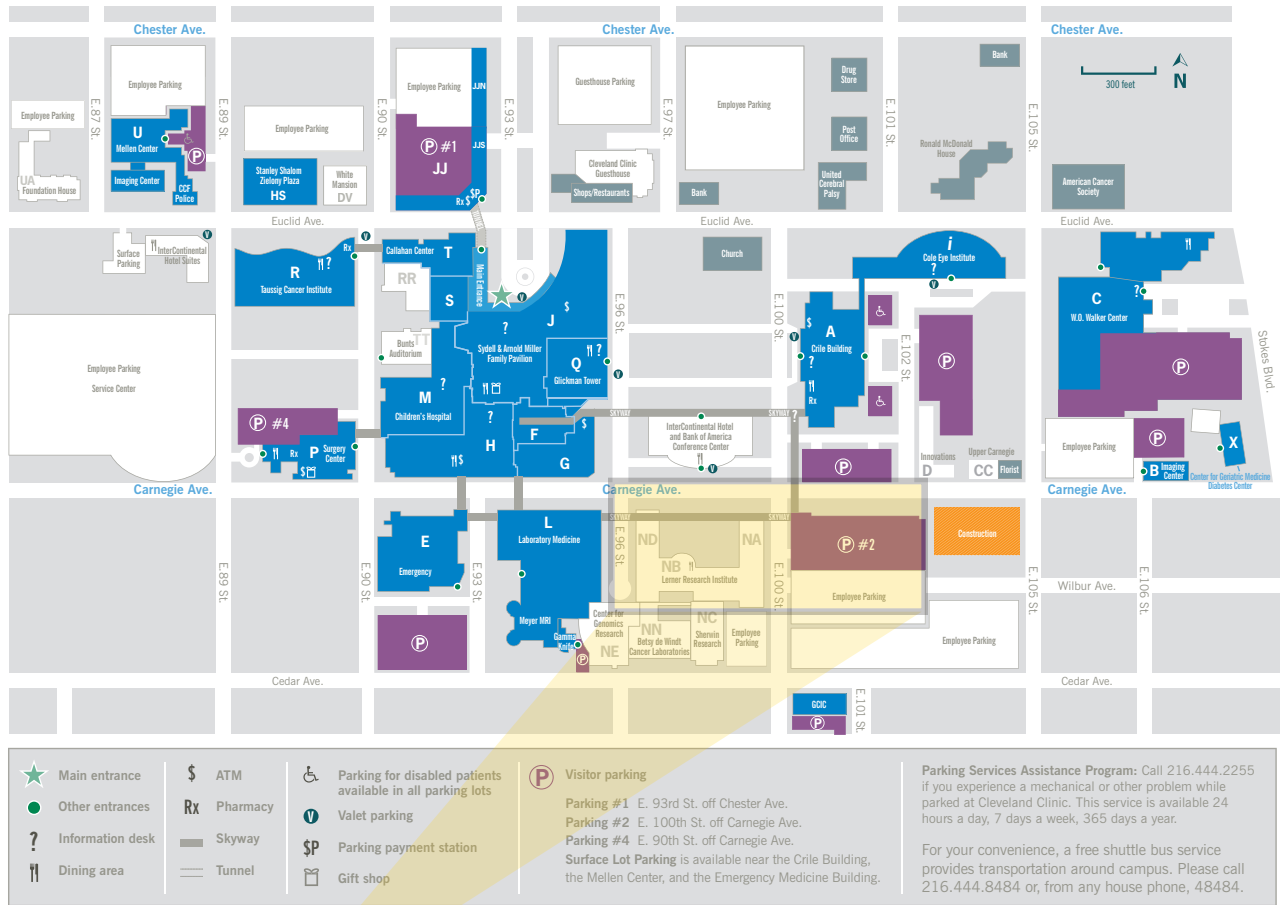 Chester Ave.
Chester Ave.
Chester Ave.
Employee Parking
Employee Parking
E. 87 St.
U
Mellen Center
P
Imaging Center
CCF
Police
UA
Foundation House
E. 89 St.
Employee Parking
Stanley Shalom
Zielony Plaza
HS
White
Mansion
DV
E. 90 St.
Employee Parking
JJN
P #1
JJ
JJS
Rx $
$P
E. 93 St.
Guesthouse Parking
Cleveland Clinic
Guesthouse
Shops/Restaurants
E. 97 St.
Employee Parking
Bank
Drug
Store
Post
Office
United
Cerebral
Palsy
E. 101 St.
N
Bank
Ronald McDonald
House
E. 105 St.
300 feet
N
American Cancer
Society
Euclid Ave.
Euclid Ave.
Euclid Ave.
Surface
Parking
InterContinental
Hotel Suites
V
Employee Parking
Service Center
R
Rx
?
Taussig Cancer Institute
V
Callahan Center
T
RR
S
Main Entrance
V
TT
Bunts
Auditorium
?
J
$
Sydell & Arnold Miller
Family Pavilion
Q
?
Glickman Tower
V
M
?
Children's Hospital
?
H
$
F
$
G
P #4
Rx
P
Surgery
Center
$
E. 96 St.
Church
SKYWAY
SKYWAY
?
InterContinental Hotel
and Bank of America
Conference Center
V
E. 100 St.
V
$
A
?
Crile Building
Rx
i
Cole Eye Institute
?
V
E. 102 St.
P
P
Innovations
D
Upper Carnegie
CC
Florist
C
?
W.O. Walker Center
P
Employee Parking
P
B
Imaging
Center
X
Center for Geriatric Medicine
Diabetes Center
Stokes Blvd.
Carnegie Ave.
Carnegie Ave.
Carnegie Ave.
E. 89 St.
E. 90 St.
E
Emergency
E. 93 St.
P
L
Laboratory Medicine
Meyer MRI
Gamma
Knife
P
SKYWAY
SKYWAY
E. 96 St.
ND
NA
NB
Lerner Research Institute
Center for
Genomics
Research
NE
NN
Betsy de Windt
Cancer Laboratories
NC
Sherwin
Research
Employee
Parking
E. 100 St.
P #2
Employee Parking
Construction
Employee Parking
E. 105 St.
Wilbur Ave.
E. 106 St.
Cedar Ave.
Cedar Ave.
GCIC
P
E. 101 St.
Main entrance
Other entrances
? Information desk
Dining area
$ ATM
Rx Pharmacy
Skyway
Tunnel
Parking for disabled patients
available in all parking lots
V Valet parking
$P Parking payment station
Gift shop
P Visitor parking
Parking #1 E. 93rd St. off Chester Ave.
Parking #2 E. 100th St. off Carnegie Ave.
Parking #4 E. 90th St. off Carnegie Ave.
Surface Lot Parking is available near the Crile Building,
the Mellen Center, and the Emergency Medicine Building.
Parking Services Assistance Program: Call 216.444.2255
if you experience a mechanical or other problem while
parked at Cleveland Clinic. This service is available 24
hours a day, 7 days a week, 365 days a year.
For your convenience, a free shuttle bus service
provides transportation around campus. Please call
216.444.8484 or, from any house phone, 48484.